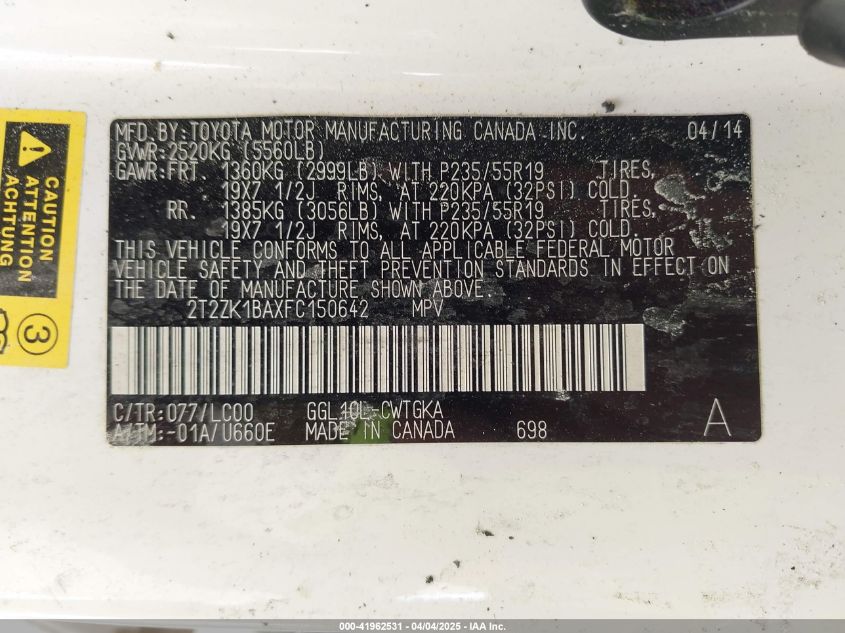 MFD.BY:TOYOTA MOTOR MANUFACTURING CANADA INC. 04/14
GVWR:2520KG (5560LB)
GAWR:FRT. 1360KG (2999LB) WITH P235/55R19 TIRES,
19X7 1/2J RIMS, AT 220KPA (32PSI) COLD.
RR. 1385KG (3056LB) WITH P235/55R19 TIRES,
19X7 1/2J RIMS, AT 220KPA (32PSI) COLD.
THIS VEHICLE CONFORMS TO ALL APPLICABLE FEDERAL MOTOR
VEHICLE SAFETY AND THEFT PREVENTION STANDARDS IN EFFECT ON
THE DATE OF MANUFACTURE SHOWN ABOVE.
2T2ZK1BAXFC150642 MPV
C/TR:077/LC00 GGL10L-CWTGKA
A/TM:-01A/U660E MADE IN CANADA 698
A
ATTENTION
ACHTUNG
3
000-41962531 - 04/04/2025 - IAA Inc.